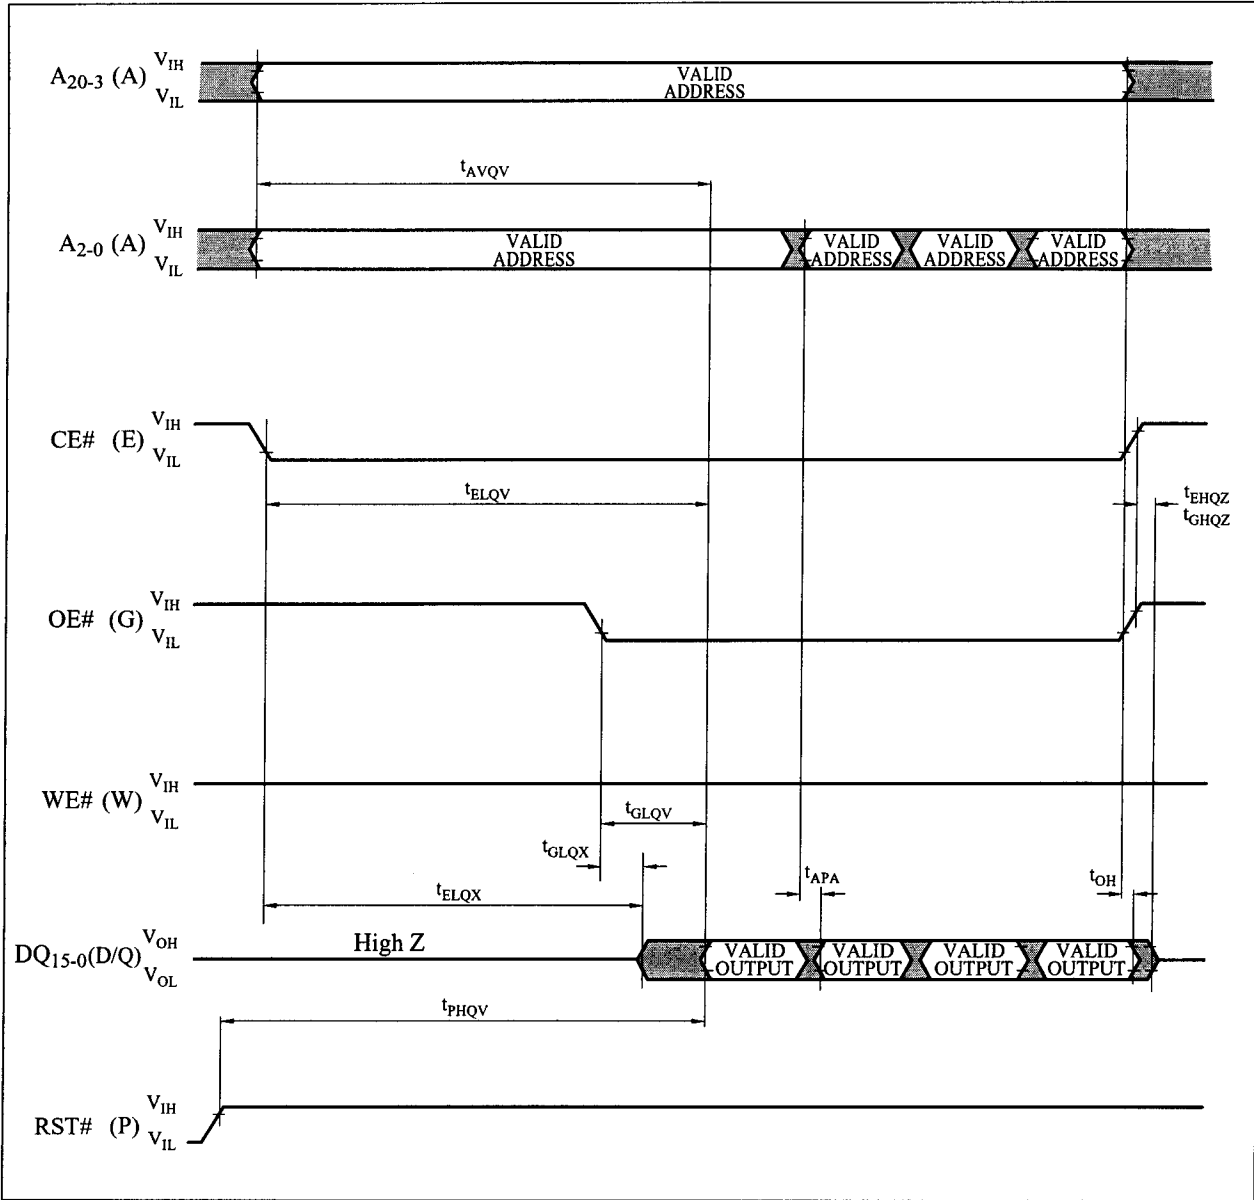 A20-3 (A) VIH VIL VALID ADDRESS
tAVQV
A2-0 (A) VIH VIL VALID ADDRESS VALID ADDRESS VALID ADDRESS VALID ADDRESS
CE# (E) VIH VIL
tELQV
tEHQZ
tGHQZ
OE# (G) VIH VIL
WE# (W) VIH VIL
tGLQV
tGLQX
tELQX
tAPA
tOH
DQ15-0(D/Q) VOH VOL High Z VALID OUTPUT VALID OUTPUT VALID OUTPUT VALID OUTPUT
tPHQV
RST# (P) VIH VIL